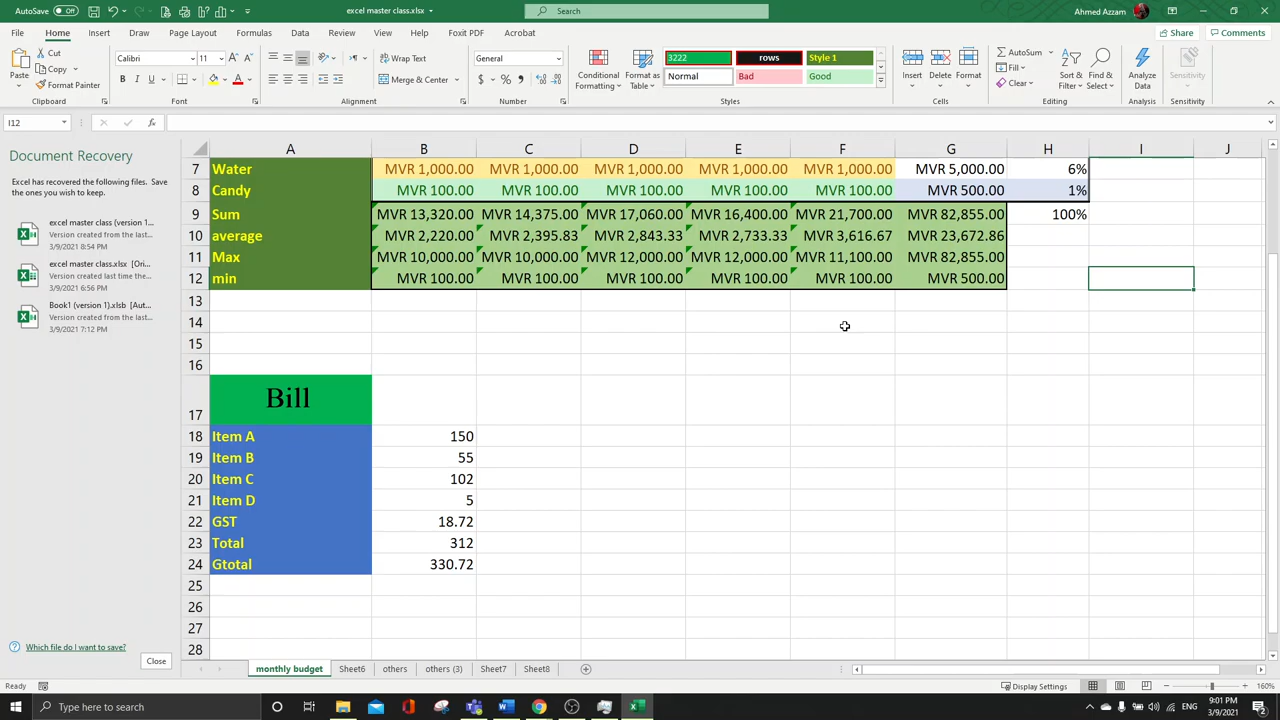 AutoSave Off excel master class.xlsx Search Ahmed Azzam
File Home Insert Draw Page Layout Formulas Data Review View Help Foxit PDF Acrobat Share Comments
Paste Cut Copy Format Painter Clipboard
Calibri 11 B I U Font
Wrap Text Merge & Center Alignment
General $ % Number
Conditional Formatting Format as Table
3222 rows Style 1
Normal Bad Good
Styles
Insert Delete Format Cells
AutoSum Fill Clear Sort & Filter Find & Select Editing
Analyze Data Analysis
Sensitivity Sensitivity
I12 fx
Document Recovery
Excel has recovered the following files. Save
the ones you wish to keep.
excel master class (version 1...
Version created from the last...
3/9/2021 8:54 PM
excel master class.xlsx [Ori...
Version created last time the...
3/9/2021 6:56 PM
Book1 (version 1).xlsb [Aut...
Version created from the last...
3/9/2021 7:12 PM
Which file do I want to save?
Close
A B C D E F G H I J
7 Water MVR 1,000.00 MVR 1,000.00 MVR 1,000.00 MVR 1,000.00 MVR 1,000.00 MVR 5,000.00 6%
8 Candy MVR 100.00 MVR 100.00 MVR 100.00 MVR 100.00 MVR 100.00 MVR 500.00 1%
9 Sum MVR 13,320.00 MVR 14,375.00 MVR 17,060.00 MVR 16,400.00 MVR 21,700.00 MVR 82,855.00 100%
10 average MVR 2,220.00 MVR 2,395.83 MVR 2,843.33 MVR 2,733.33 MVR 3,616.67 MVR 23,672.86
11 Max MVR 10,000.00 MVR 10,000.00 MVR 12,000.00 MVR 12,000.00 MVR 11,100.00 MVR 82,855.00
12 min MVR 100.00 MVR 100.00 MVR 100.00 MVR 100.00 MVR 100.00 MVR 500.00
13
14
15
16
17 Bill
18 Item A 150
19 Item B 55
20 Item C 102
21 Item D 5
22 GST 18.72
23 Total 312
24 Gtotal 330.72
25
26
27
28
monthly budget Sheet6 others others (3) Sheet7 Sheet8
Ready Display Settings 160%
Type here to search ENG 9:01 PM
3/9/2021